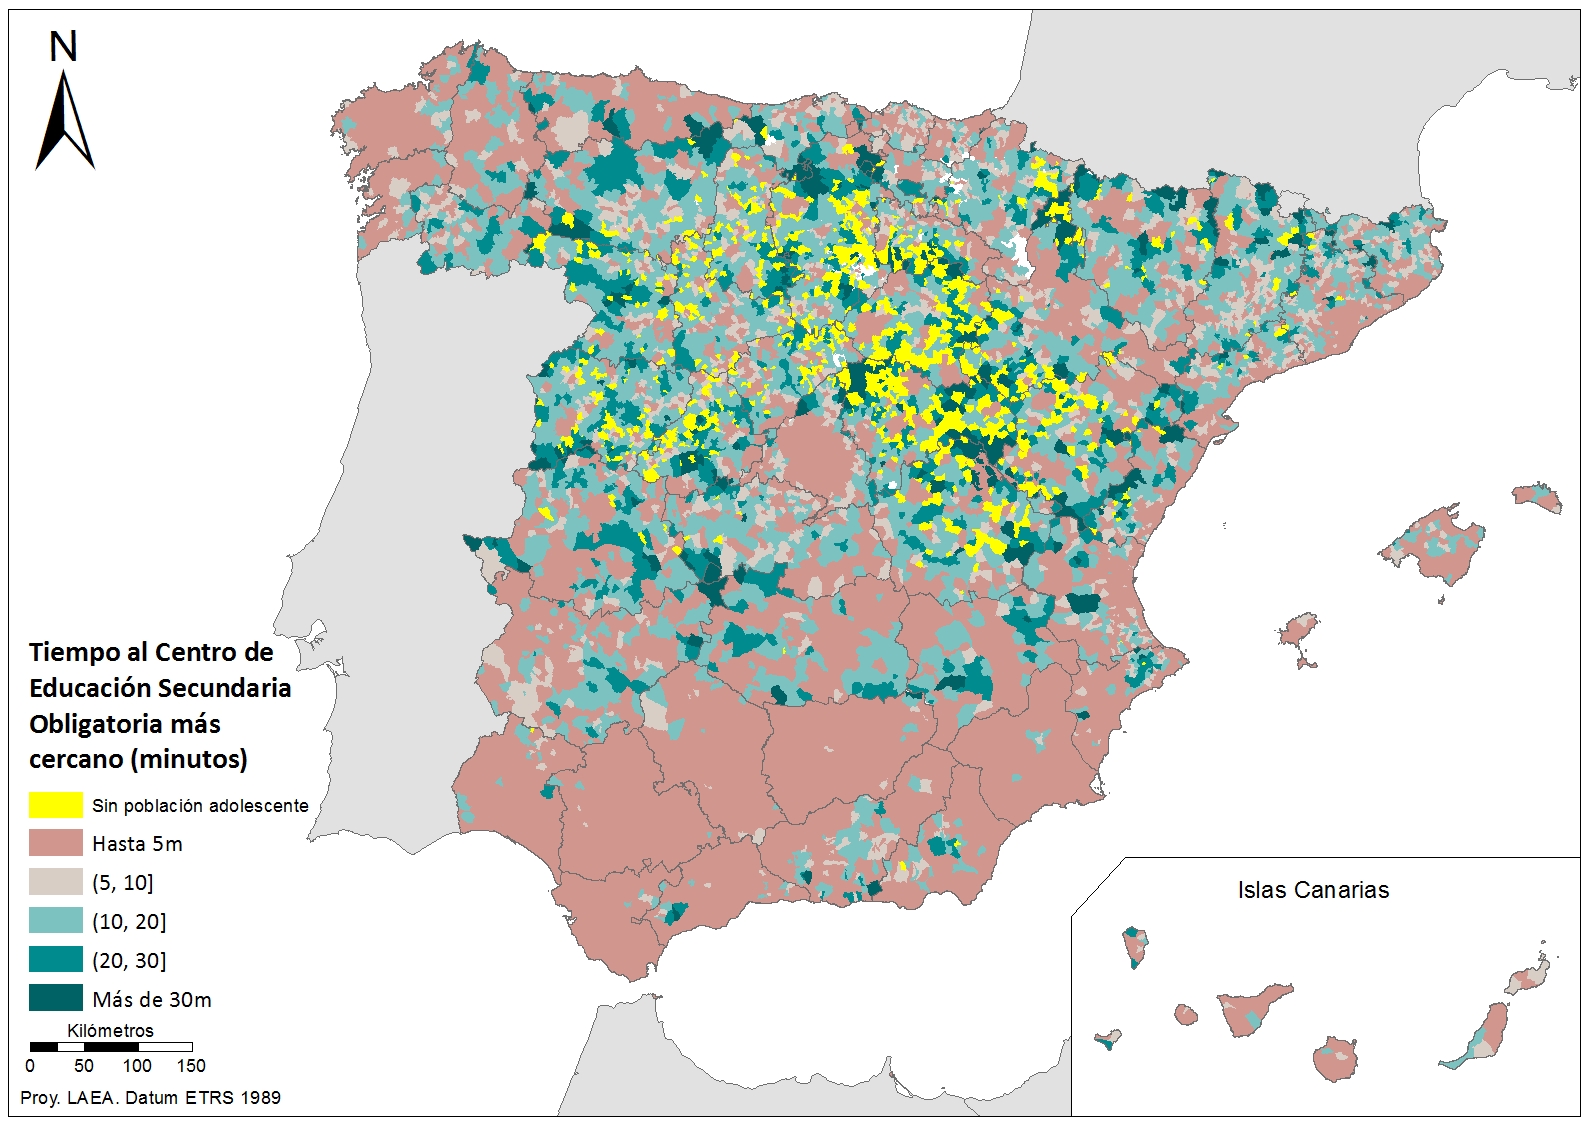 N
Tiempo al Centro de
Educación Secundaria
Obligatoria más
cercano (minutos)
Sin población adolescente
Hasta 5m
(5, 10]
(10, 20]
(20, 30]
Más de 30m
Kilómetros
0 50 100 150
Proy. LAEA. Datum ETRS 1989
Islas Canarias